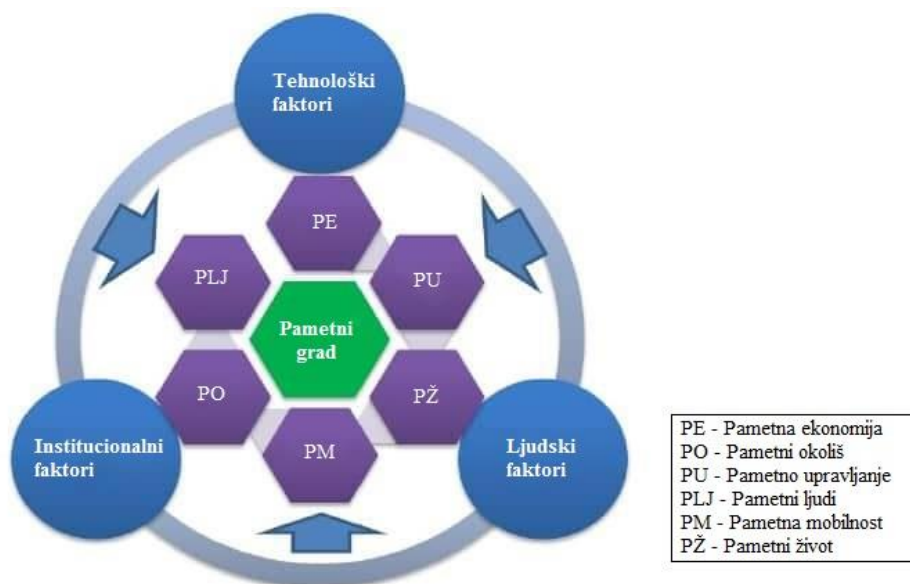 Tehnološki
faktori
PE
PLJ
PU
Pametni
grad
PO
PŽ
PM
Institucionalni
faktori
Ljudski
faktori
PE - Pametna ekonomija
PO - Pametni okoliš
PU - Pametno upravljanje
PLJ - Pametni ljudi
PM - Pametna mobilnost
PŽ - Pametni život